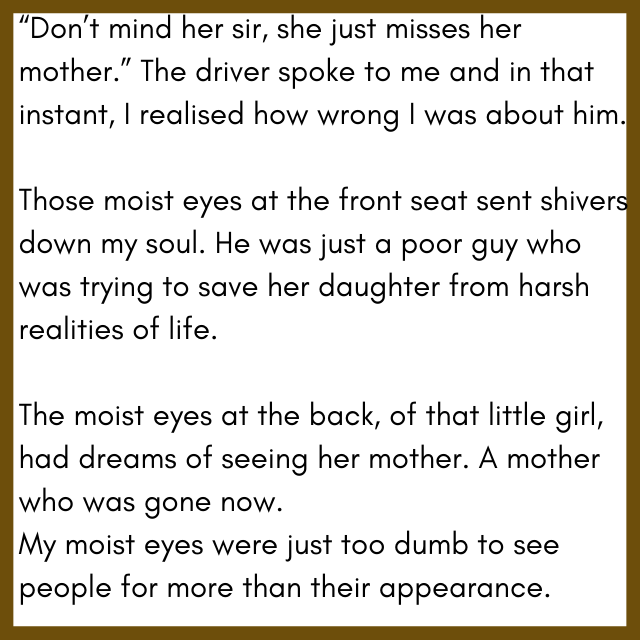 “Don’t mind her sir, she just misses her
mother.” The driver spoke to me and in that
instant, I realised how wrong I was about him.
Those moist eyes at the front seat sent shivers
down my soul. He was just a poor guy who
was trying to save her daughter from harsh
realities of life.
The moist eyes at the back, of that little girl,
had dreams of seeing her mother. A mother
who was gone now.
My moist eyes were just too dumb to see
people for more than their appearance.